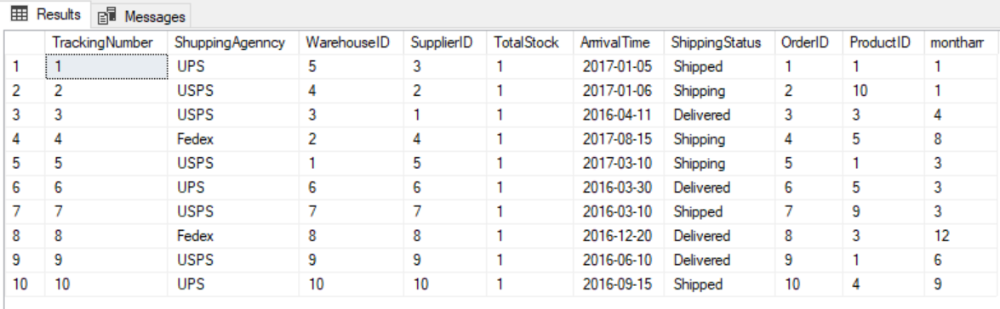 Results Messages
TrackingNumber ShuppingAgenncy WarehouseID SupplierID TotalStock ArrivalTime ShippingStatus OrderID ProductID montharr
1 1 UPS 5 3 1 2017-01-05 Shipped 1 1 1
2 2 USPS 4 2 1 2017-01-06 Shipping 2 10 1
3 3 USPS 3 1 1 2016-04-11 Delivered 3 3 4
4 4 Fedex 2 4 1 2017-08-15 Shipping 4 5 8
5 5 USPS 1 5 1 2017-03-10 Shipping 5 1 3
6 6 UPS 6 6 1 2016-03-30 Delivered 6 5 3
7 7 USPS 7 7 1 2016-03-10 Shipped 7 9 3
8 8 Fedex 8 8 1 2016-12-20 Delivered 8 3 12
9 9 USPS 9 9 1 2016-06-10 Delivered 9 1 6
10 10 UPS 10 10 1 2016-09-15 Shipped 10 4 9